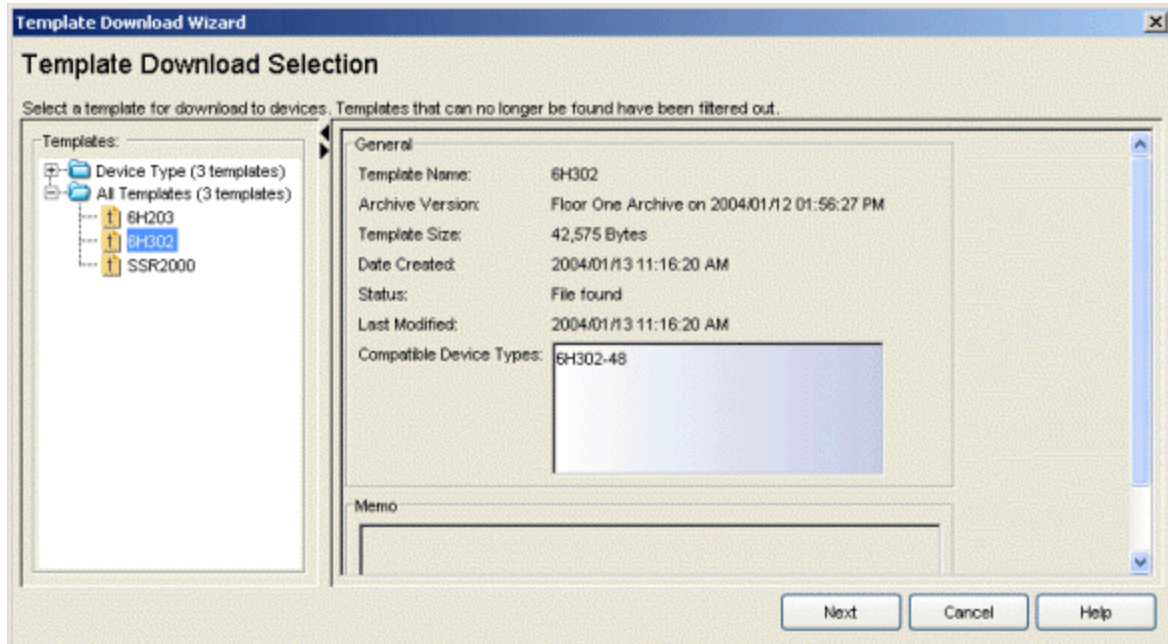 Template Download Wizard
Template Download Selection
Select a template for download to devices. Templates that can no longer be found have been filtered out.
Templates:
Device Type (3 templates)
All Templates (3 templates)
6H203
6H302
SSR2000
General
Template Name: 6H302
Archive Version: Floor One Archive on 2004/01/12 01:56:27 PM
Template Size: 42,575 Bytes
Date Created: 2004/01/13 11:16:20 AM
Status: File found
Last Modified: 2004/01/13 11:16:20 AM
Compatible Device Types: 6H302-48
Memo
Next Cancel Help